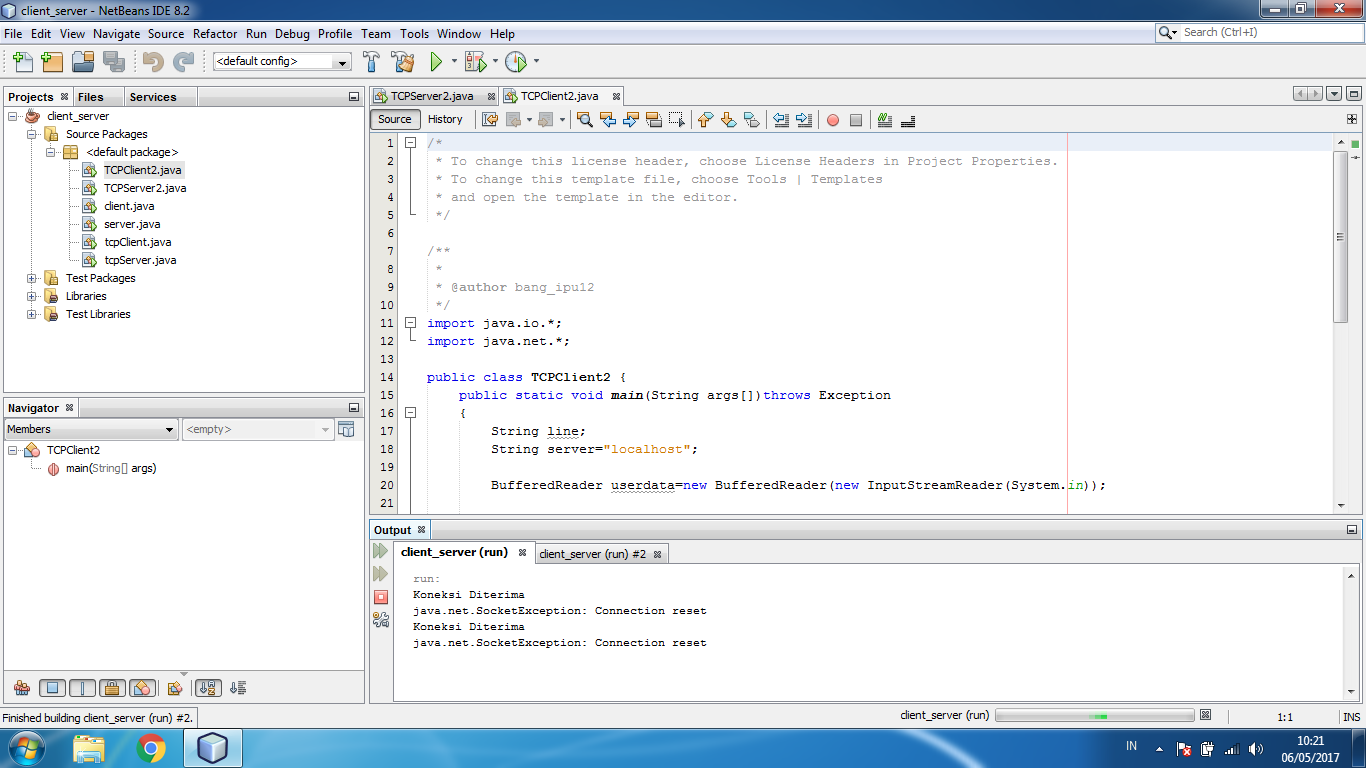 client_server - NetBeans IDE 8.2
File Edit View Navigate Source Refactor Run Debug Profile Team Tools Window Help
Search (Ctrl+I)
<default config>
Projects Files Services
client_server
Source Packages
<default package>
TCPClient2.java
TCPServer2.java
client.java
server.java
tcpClient.java
tcpServer.java
Test Packages
Libraries
Test Libraries
Navigator
Members <empty>
TCPClient2
main(String[] args)
TCPServer2.java TCPClient2.java
Source History
1 /*
2 * To change this license header, choose License Headers in Project Properties.
3 * To change this template file, choose Tools | Templates
4 * and open the template in the editor.
5 */
6
7 /**
8 *
9 * @author bang_ipu12
10 */
11 import java.io.*;
12 import java.net.*;
13
14 public class TCPClient2 {
15 public static void main(String args[])throws Exception
16 {
17 String line;
18 String server="localhost";
19
20 BufferedReader userdata=new BufferedReader(new InputStreamReader(System.in));
21
Output
client_server (run) client_server (run) #2
run:
Koneksi Diterima
java.net.SocketException: Connection reset
Koneksi Diterima
java.net.SocketException: Connection reset
Finished building client_server (run) #2.
client_server (run)
1:1 INS
IN
10:21
06/05/2017